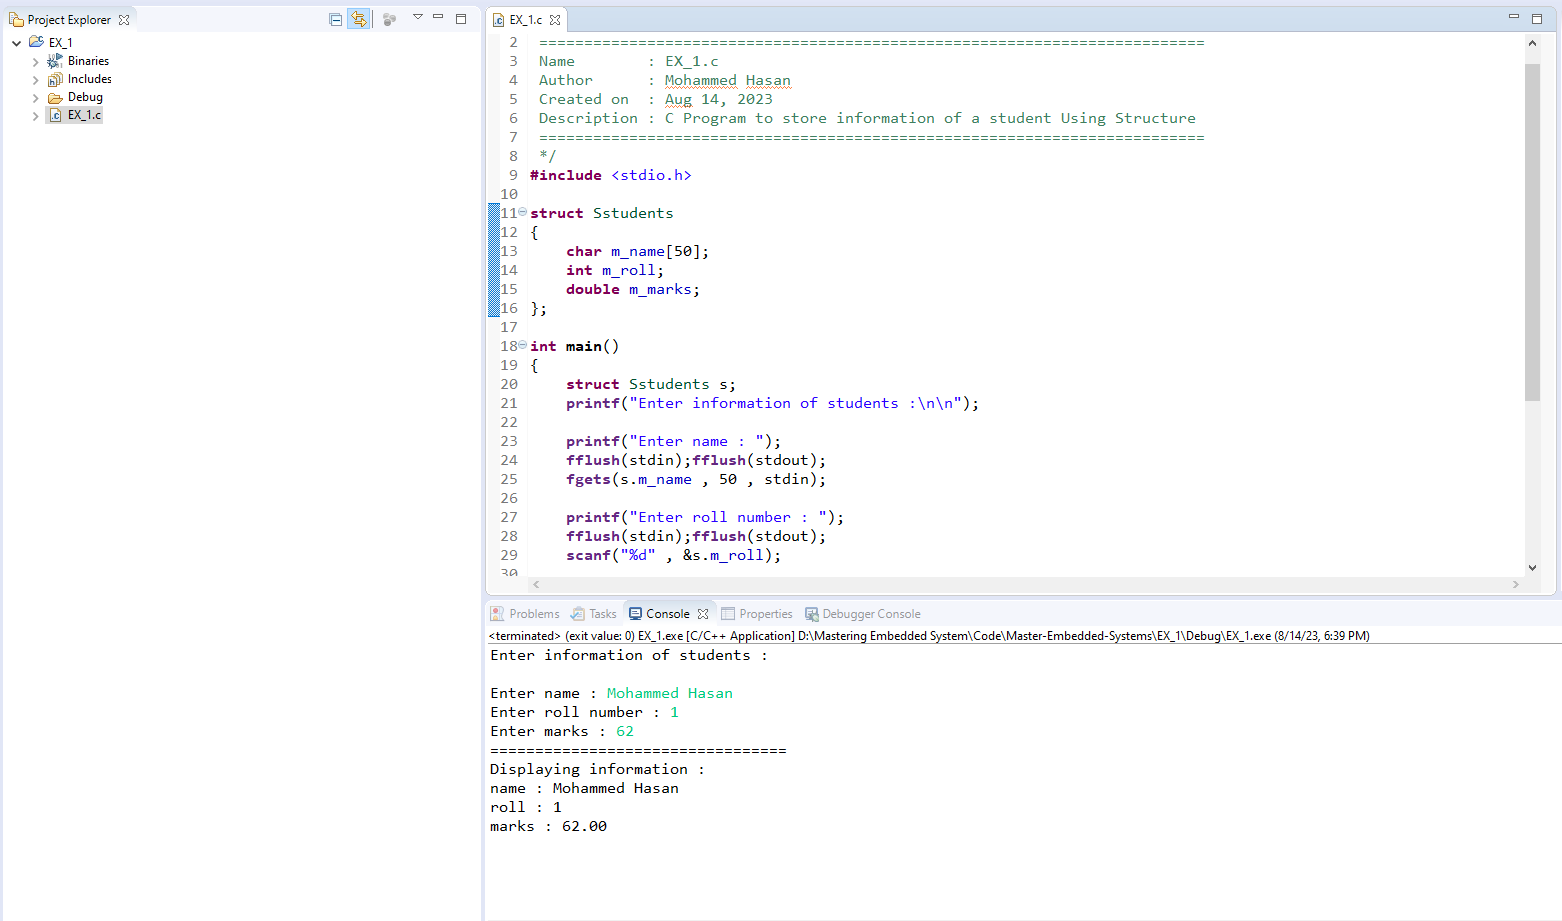 Project Explorer
EX_1
Binaries
Includes
Debug
EX_1.c
EX_1.c
2 ==========================================================================
3 Name        : EX_1.c
4 Author      : Mohammed Hasan
5 Created on  : Aug 14, 2023
6 Description : C Program to store information of a student Using Structure
7 ==========================================================================
8 */
9 #include <stdio.h>
10
11 struct Sstudents
12 {
13     char m_name[50];
14     int m_roll;
15     double m_marks;
16 };
17
18 int main()
19 {
20     struct Sstudents s;
21     printf("Enter information of students :\n\n");
22
23     printf("Enter name : ");
24     fflush(stdin);fflush(stdout);
25     fgets(s.m_name , 50 , stdin);
26
27     printf("Enter roll number : ");
28     fflush(stdin);fflush(stdout);
29     scanf("%d" , &s.m_roll);
30
Problems Tasks Console Properties Debugger Console
<terminated> (exit value: 0) EX_1.exe [C/C++ Application] D:\Mastering Embedded System\Code\Master-Embedded-Systems\EX_1\Debug\EX_1.exe (8/14/23, 6:39 PM)
Enter information of students :
Enter name : Mohammed Hasan
Enter roll number : 1
Enter marks : 62
=================================
Displaying information :
name : Mohammed Hasan
roll : 1
marks : 62.00